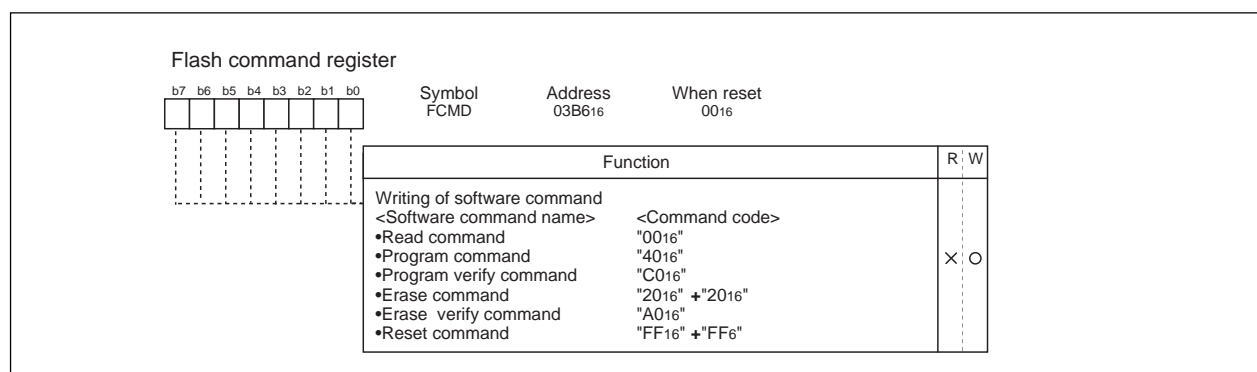 Flash command register
b7 b6 b5 b4 b3 b2 b1 b0
Symbol Address When reset
FCMD 03B616 0016
Function R W
Writing of software command
<Software command name> <Command code>
•Read command "0016"
•Program command "4016"
•Program verify command "C016"
•Erase command "2016" +"2016"
•Erase verify command "A016"
•Reset command "FF16" +"FF6"
× O